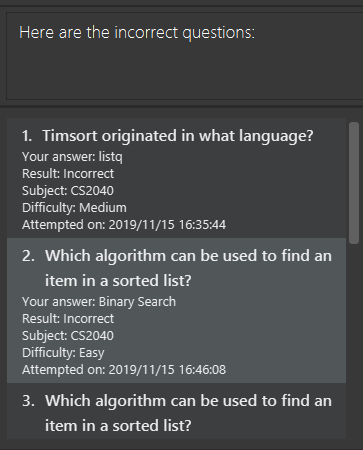 Here are the incorrect questions:
1. Timsort originated in what language?
Your answer: listq
Result: Incorrect
Subject: CS2040
Difficulty: Medium
Attempted on: 2019/11/15 16:35:44
2. Which algorithm can be used to find an
item in a sorted list?
Your answer: Binary Search
Result: Incorrect
Subject: CS2040
Difficulty: Easy
Attempted on: 2019/11/15 16:46:08
3. Which algorithm can be used to find an
item in a sorted list?